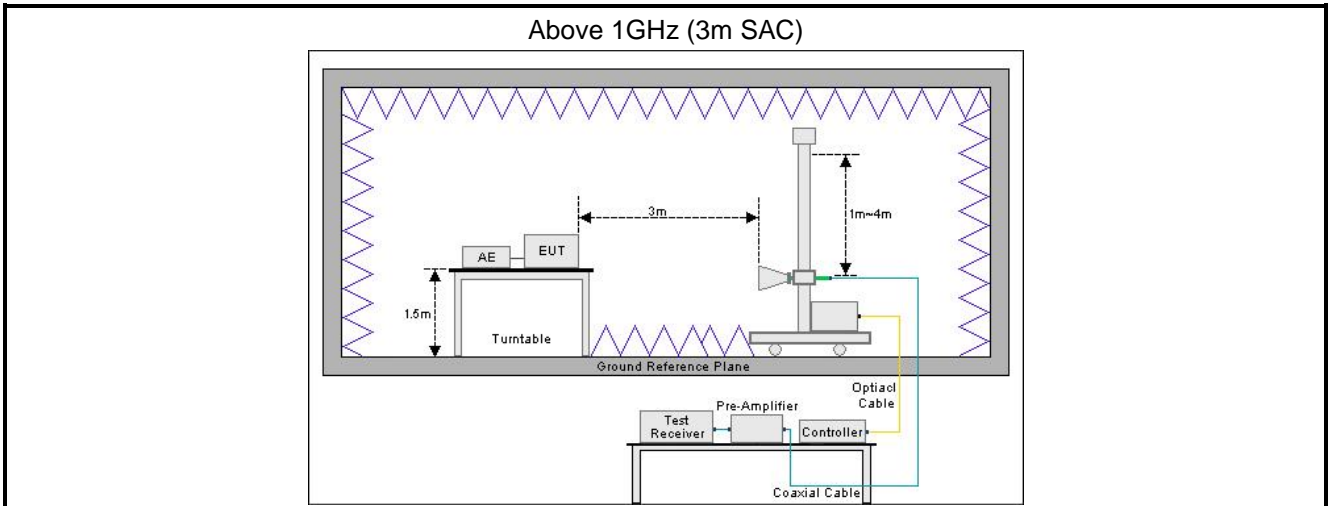 Above 1GHz (3m SAC)
3m
1m~4m
AE
EUT
1.5m
Turntable
Ground Reference Plane
Optiacl
Cable
Pre-Amplifier
Test
Receiver
Controller
Coaxial Cable